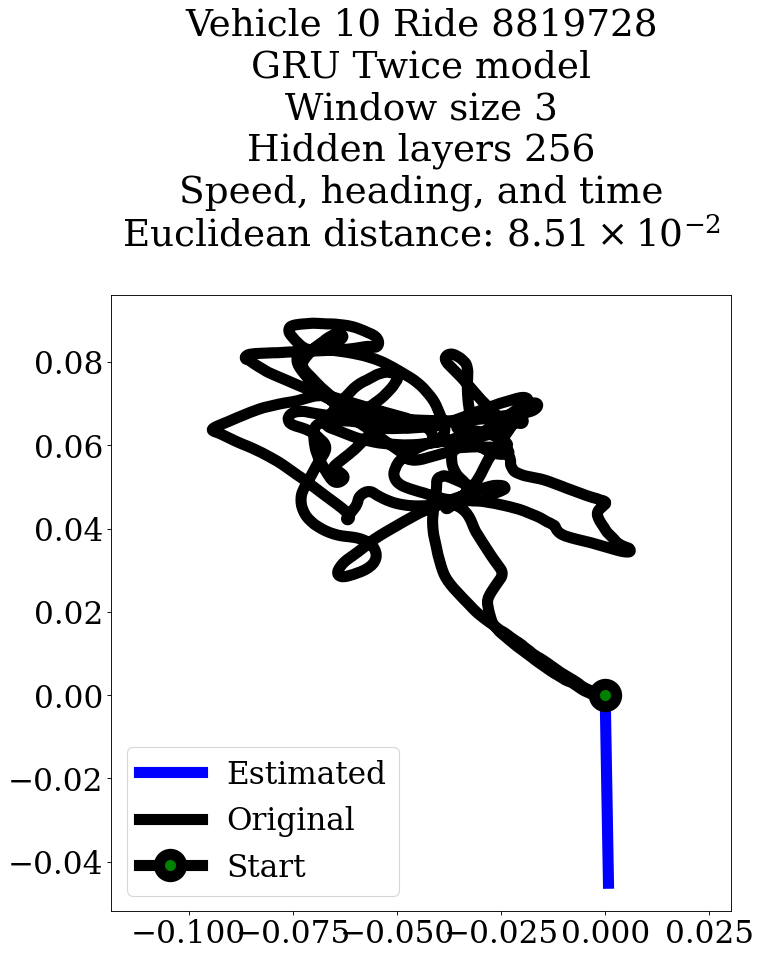 Vehicle 10 Ride 8819728
GRU Twice model
Window size 3
Hidden layers 256
Speed, heading, and time
Euclidean distance: 8.51 × 10⁻²
0.08
0.06
0.04
0.02
0.00
−0.02
−0.04
Estimated
Original
Start
−0.100 −0.075 −0.050 −0.025 0.000 0.025